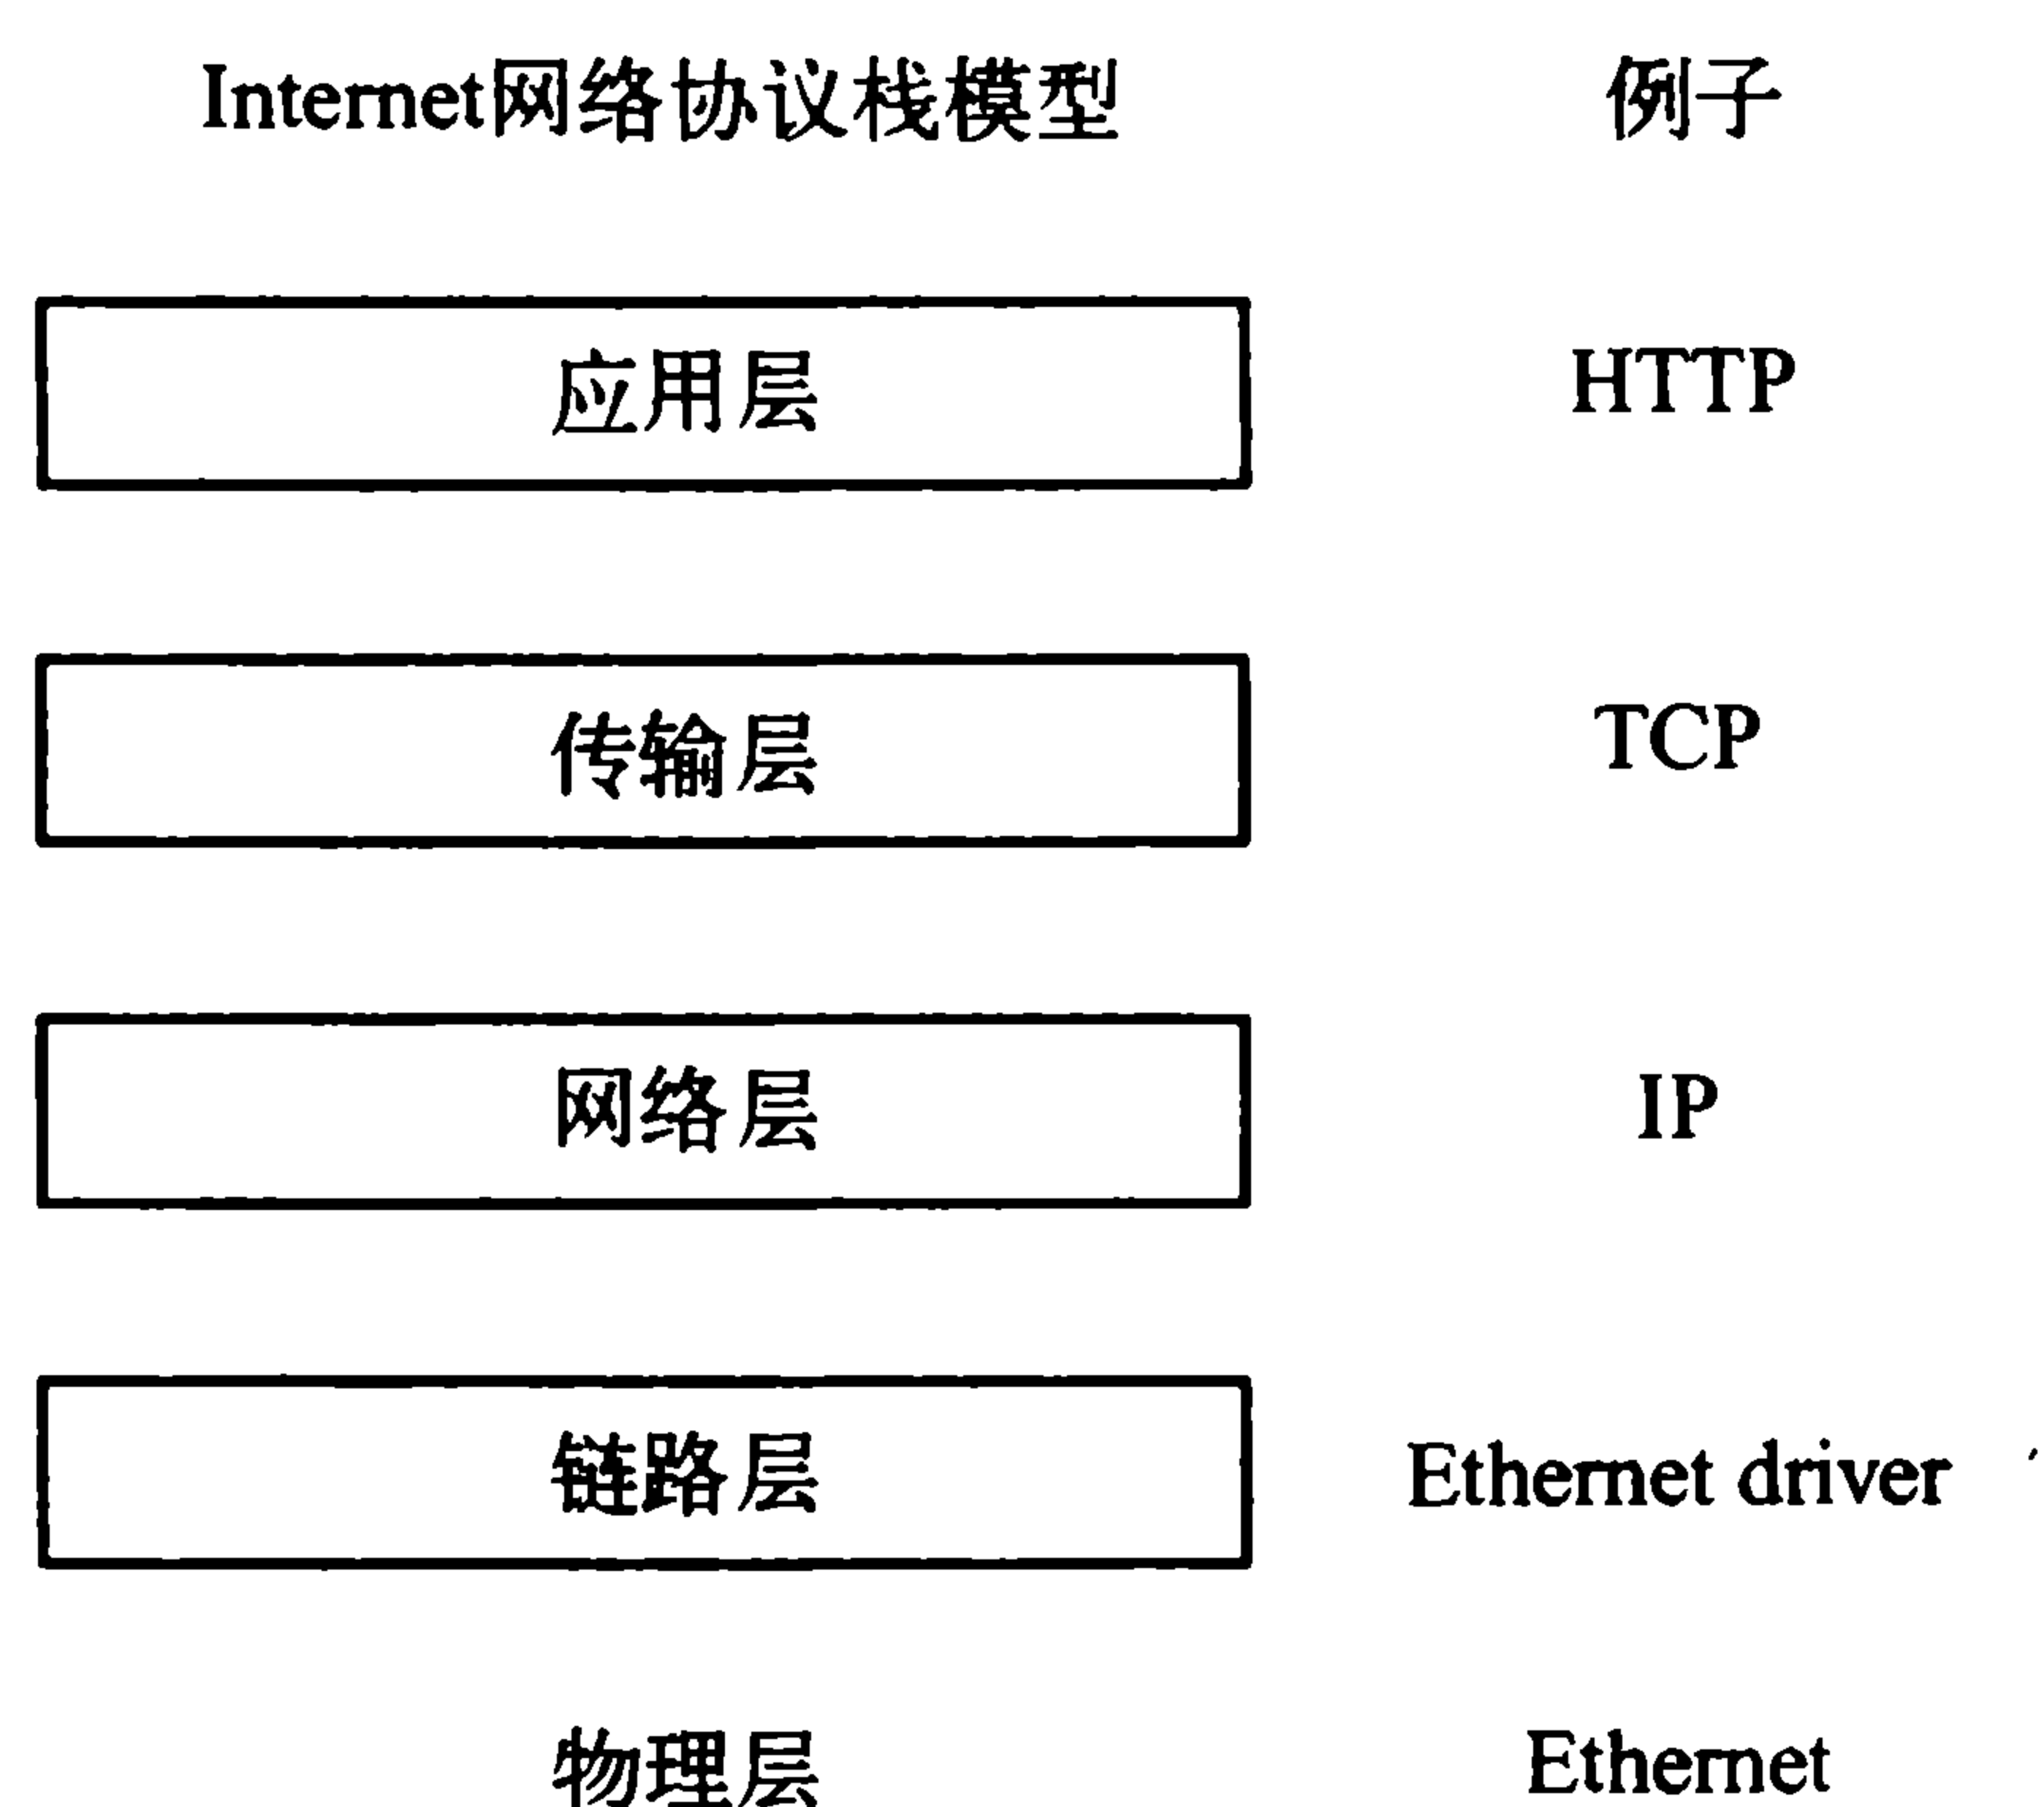 Internet网络协议栈模型 例子
应用层 HTTP
传输层 TCP
网络层 IP
链路层 Ethernet driver
物理层 Ethernet